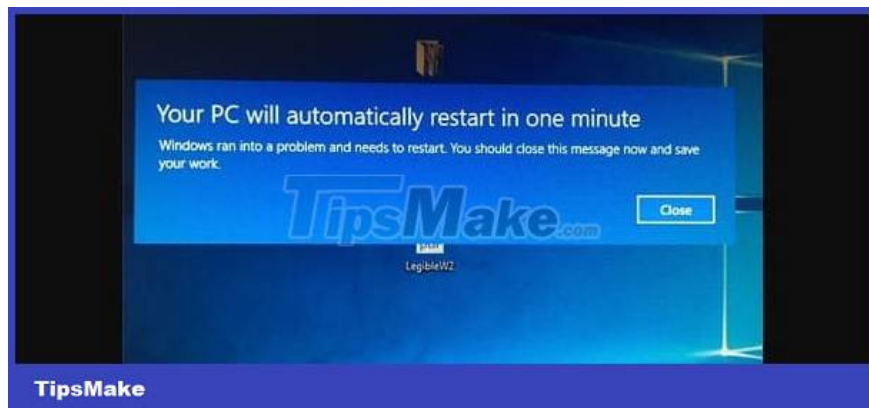 Your PC will automatically restart in one minute
Windows ran into a problem and needs to restart. You should close this message now and save
your work.
Close
TipsMake.com
LegibleW2
TipsMake